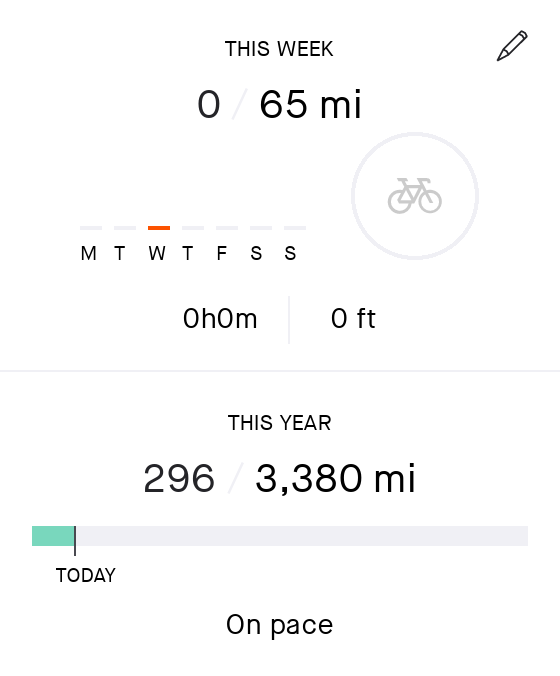 THIS WEEK
0 / 65 mi
M T W T F S S
0h0m 0 ft
THIS YEAR
296 / 3,380 mi
TODAY
On pace